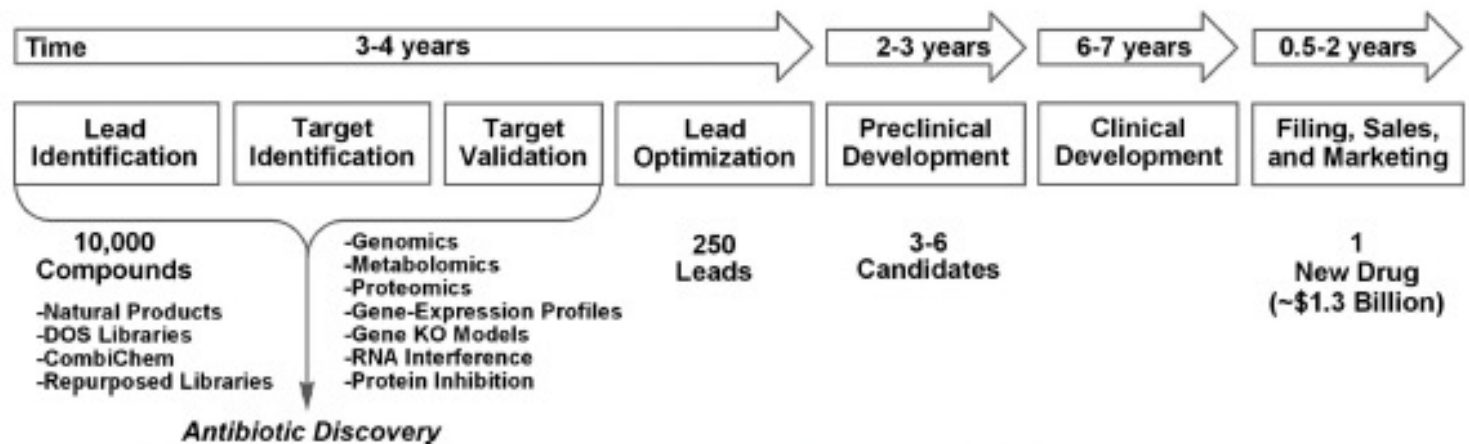 Time 3-4 years
2-3 years
6-7 years
0.5-2 years
Lead
Identification
Target
Identification
Target
Validation
Lead
Optimization
Preclinical
Development
Clinical
Development
Filing, Sales,
and Marketing
10,000
Compounds
-Natural Products
-DOS Libraries
-CombiChem
-Repurposed Libraries
-Genomics
-Metabolomics
-Proteomics
-Gene-Expression Profiles
-Gene KO Models
-RNA Interference
-Protein Inhibition
250
Leads
3-6
Candidates
1
New Drug
(~$1.3 Billion)
Antibiotic Discovery